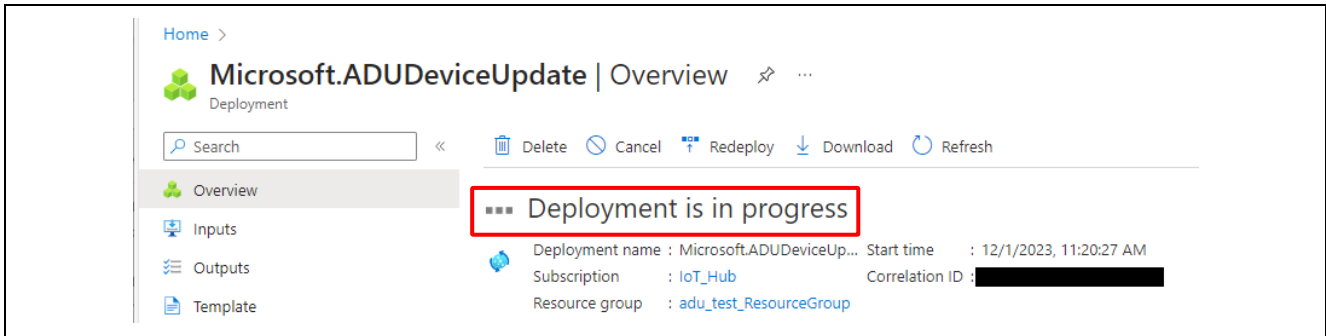 Home >
Microsoft.ADUDeviceUpdate | Overview ...
Deployment
Search «
Delete Cancel Redeploy Download Refresh
Overview
Inputs
Outputs
Template
Deployment is in progress
Deployment name : Microsoft.ADUDeviceUp... Start time : 12/1/2023, 11:20:27 AM
Subscription : IoT_Hub Correlation ID :
Resource group : adu_test_ResourceGroup